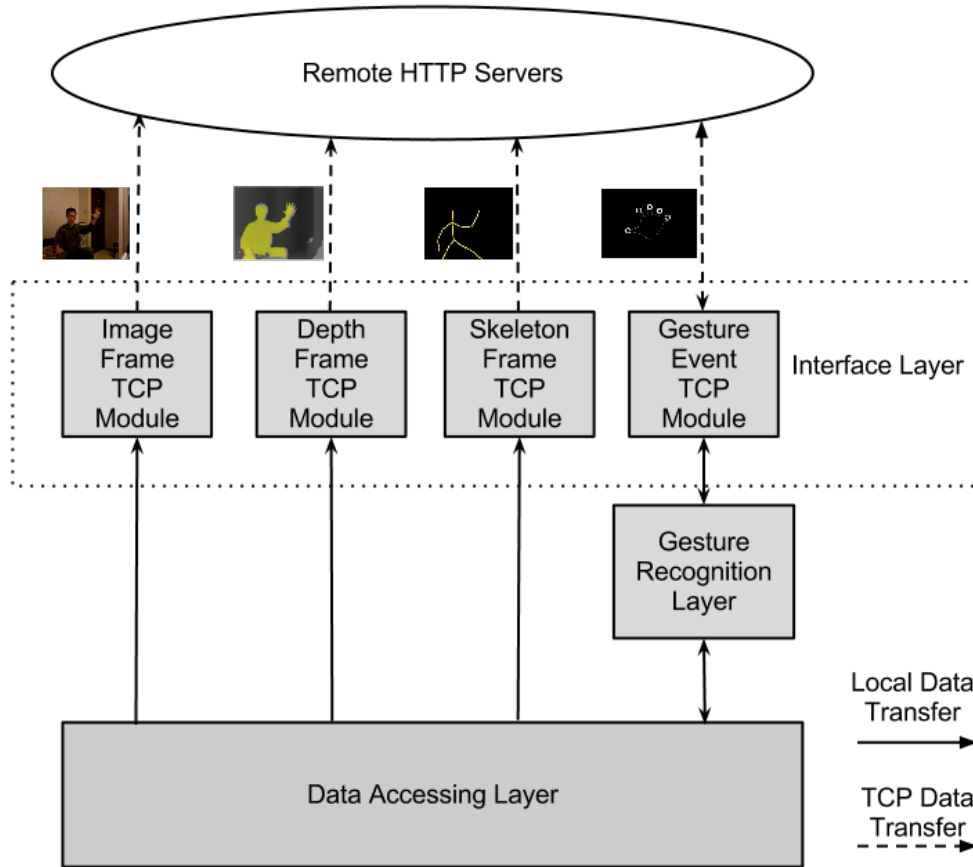 Remote HTTP Servers
Image
Frame
TCP
Module
Depth
Frame
TCP
Module
Skeleton
Frame
TCP
Module
Gesture
Event
TCP
Module
Interface Layer
Gesture
Recognition
Layer
Local Data
Transfer
Data Accessing Layer
TCP Data
Transfer